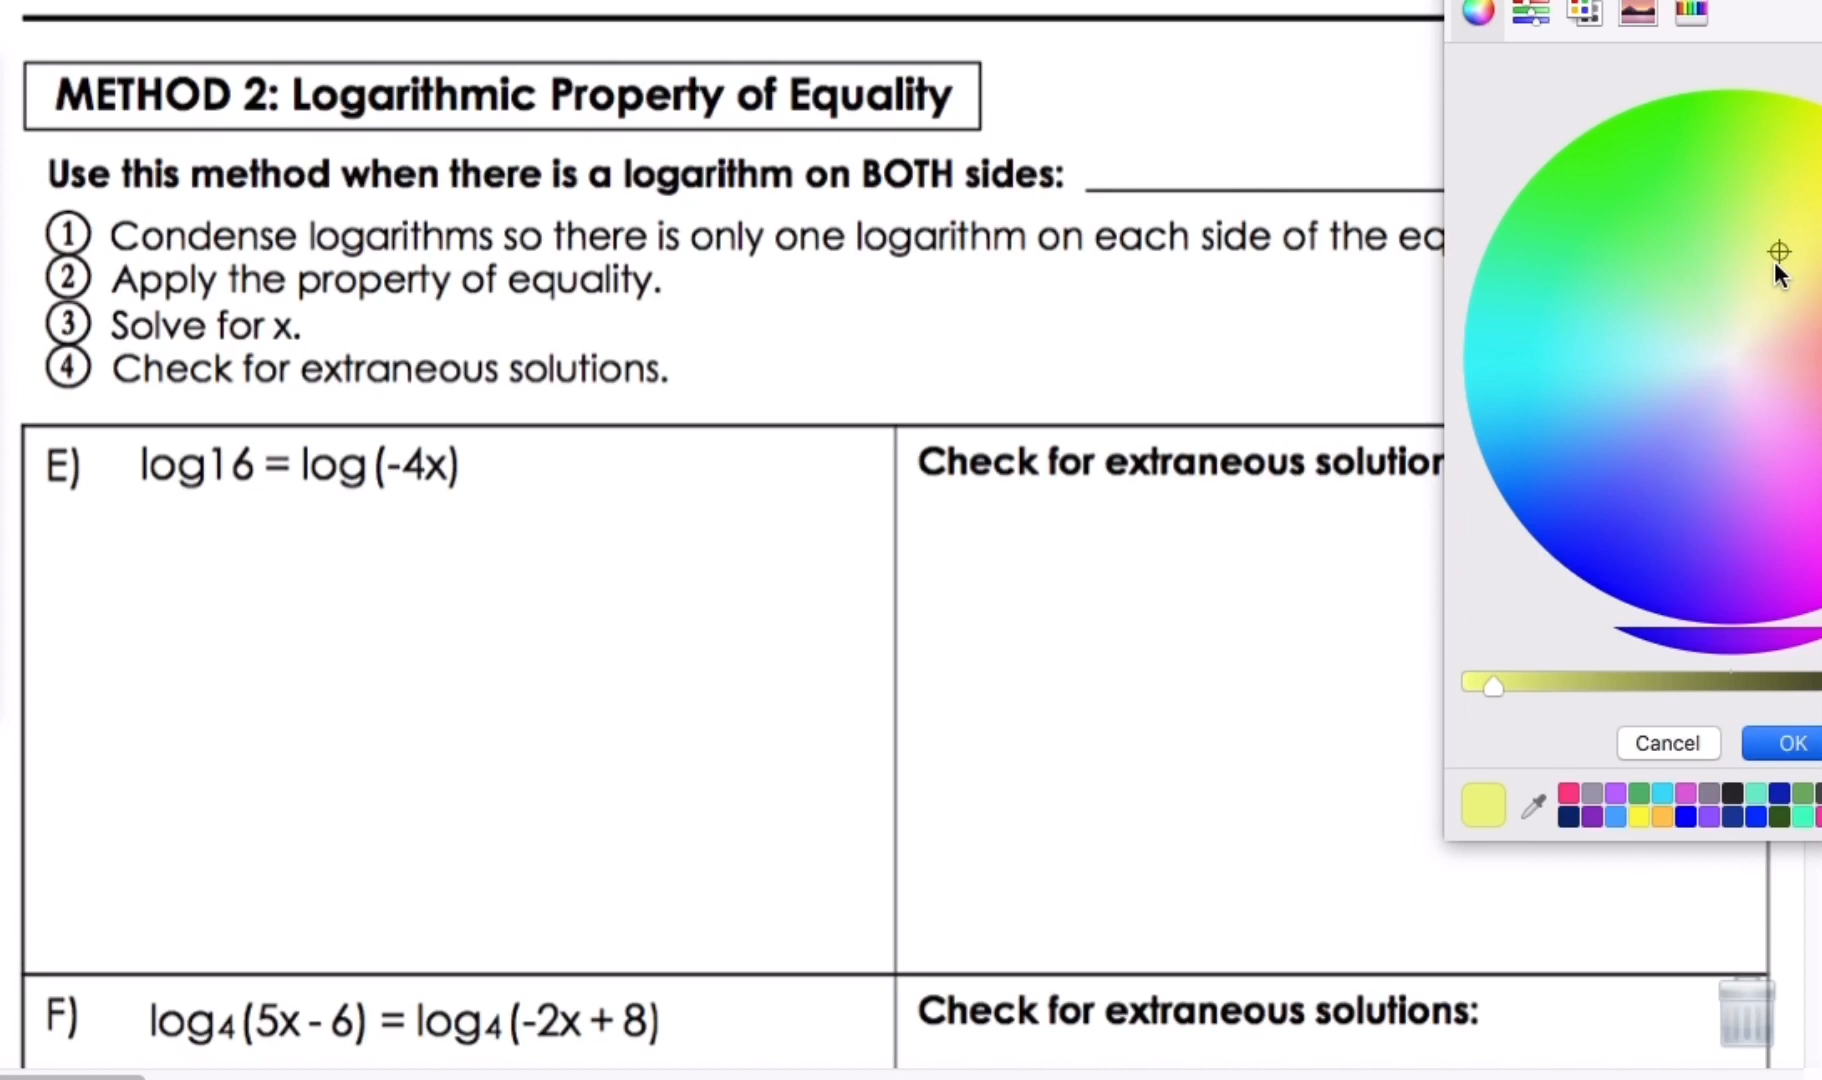 METHOD 2: Logarithmic Property of Equality
Use this method when there is a logarithm on BOTH sides:
① Condense logarithms so there is only one logarithm on each side of the
② Apply the property of equality.
③ Solve for x.
④ Check for extraneous solutions.
E) log16 = log (-4x)
Check for extraneous
F) log₄(5x - 6) = log₄(-2x + 8)
Check for extraneous solutions:
Cancel
OK